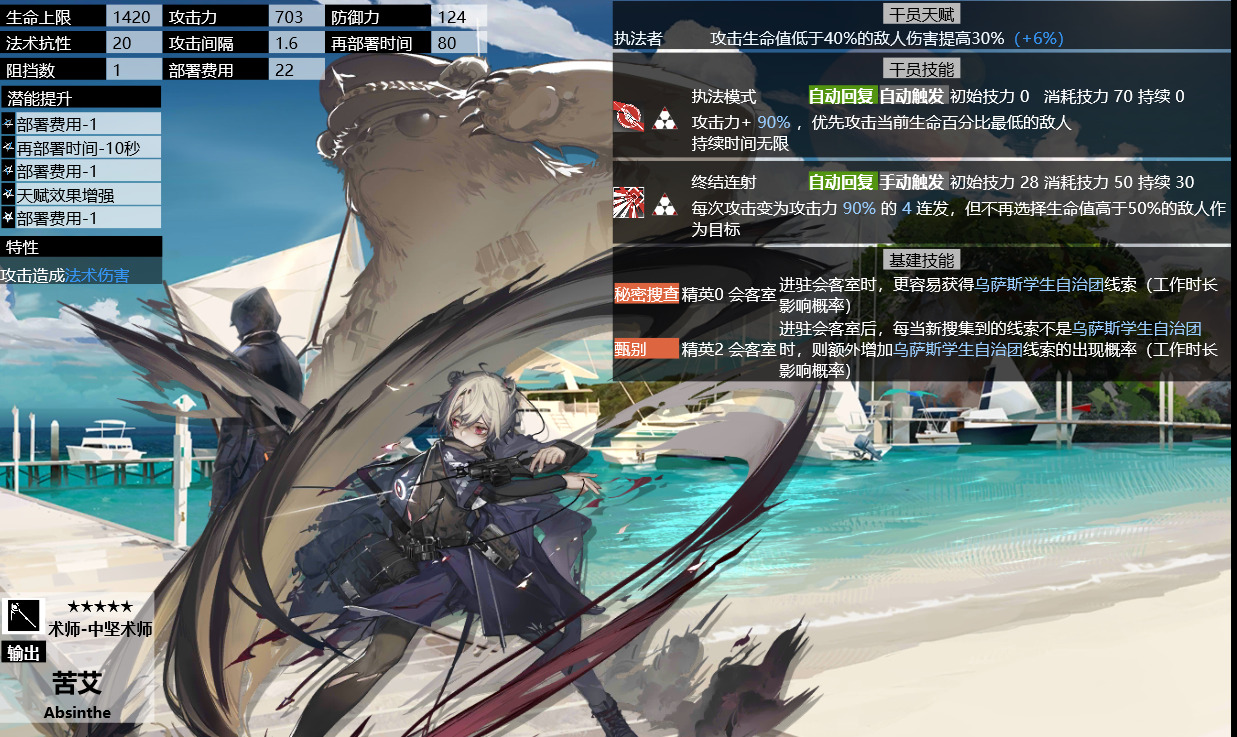 生命上限 1420 攻击力 703 防御力 124
法术抗性 20 攻击间隔 1.6 再部署时间 80
阻挡数 1 部署费用 22
潜能提升
部署费用-1
再部署时间-10秒
部署费用-1
天赋效果增强
部署费用-1
特性
攻击造成法术伤害
干员天赋
执法者 攻击生命值低于40%的敌人伤害提高30%（+6%）
干员技能
执法模式 自动回复 自动触发 初始技力 0 消耗技力 70 持续 0
攻击力+ 90% ，优先攻击当前生命百分比最低的敌人
持续时间无限
终结连射 自动回复 手动触发 初始技力 28 消耗技力 50 持续 30
每次攻击变为攻击力 90% 的 4 连发，但不再选择生命值高于50%的敌人作
为目标
基建技能
秘密搜查 精英0 会客室 进驻会客室时，更容易获得乌萨斯学生自治团线索（工作时长
影响概率）
进驻会客室后，每当新搜集到的线索不是乌萨斯学生自治团
甄别 精英2 会客室 时，则额外增加乌萨斯学生自治团线索的出现概率（工作时长
影响概率）
★★★★★
术师-中坚术师
输出
苦艾
Absinthe